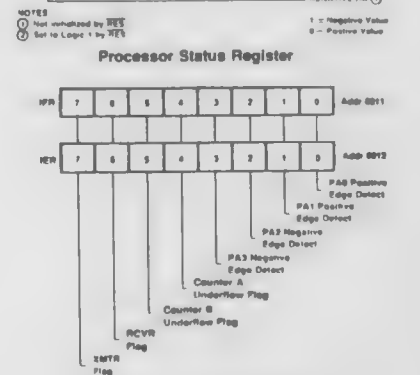 NOTES
① Not initialized by RES
② Set to Logic 1 by RES
1 = Negative Value
0 = Positive Value
Processor Status Register
IFR 7 6 5 4 3 2 1 0 Addr 0011
IER 7 6 5 4 3 2 1 0 Addr 0012
PA0 Positive
Edge Detect
PA1 Positive
Edge Detect
PA2 Negative
Edge Detect
PA3 Negative
Edge Detect
Counter A
Underflow Flag
Counter B
Underflow Flag
RCVR
Flag
XMTR
Flag